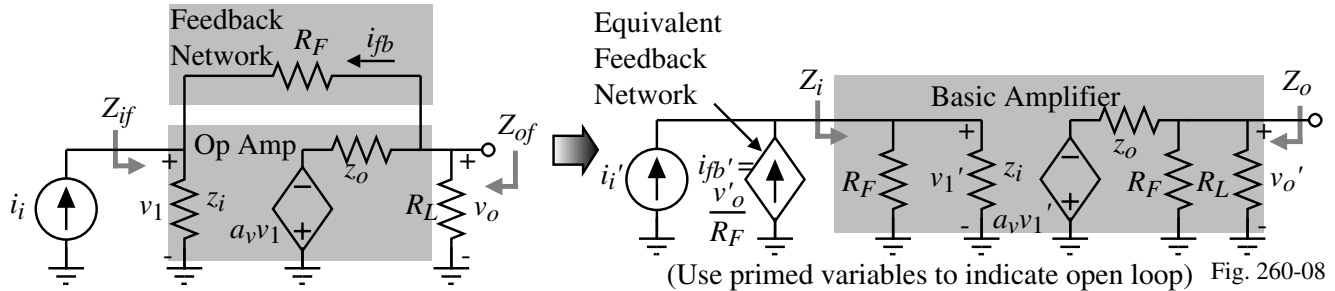 Feedback
Network
R_F
i_fb
Z_if
Op Amp
Z_of
+
z_o
+
i_i
v_1
z_i
−
+
a_v v_1
R_L
v_o
-
-
Equivalent
Feedback
Network
Z_i
Basic Amplifier
Z_o
+
z_o
+
i_i'
i_fb'=
v'_o
R_F
R_F
v_1'
z_i
−
+
a_v v_1'
R_F
R_L
v_o'
-
-
(Use primed variables to indicate open loop)
Fig. 260-08